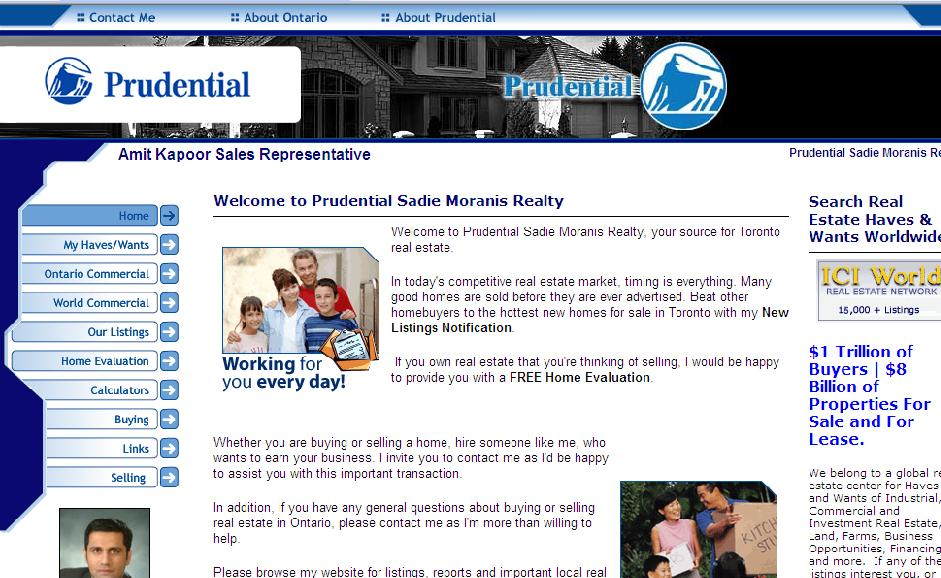 Contact Me
About Ontario
About Prudential
Prudential
Prudential
Amit Kapoor Sales Representative
Prudential Sadie Moranis Re
Home
My Haves/Wants
Ontario Commercial
World Commercial
Our Listings
Home Evaluation
Calculators
Buying
Links
Selling
Welcome to Prudential Sadie Moranis Realty
Welcome to Prudential Sadie Moranis Realty, your source for Toronto
real estate.
In today's competitive real estate market, timing is everything. Many
good homes are sold before they are ever advertised. Beat other
homebuyers to the hottest new homes for sale in Toronto with my New
Listings Notification.
If you own real estate that you're thinking of selling, I would be happy
to provide you with a FREE Home Evaluation.
Working for
you every day!
Whether you are buying or selling a home, hire someone like me, who
wants to earn your business. I invite you to contact me as I'd be happy
to assist you with this important transaction.
In addition, if you have any general questions about buying or selling
real estate in Ontario, please contact me as I'm more than willing to
help.
Please browse my website for listings, reports and important local real
KITCH
STU
Search Real
Estate Haves &
Wants Worldwide
ICI World
REAL ESTATE NETWORK
15,000 + Listings
$1 Trillion of
Buyers | $8
Billion of
Properties For
Sale and For
Lease.
We belong to a global re
estate center for Haves
and Wants of Industrial,
Commercial and
Investment Real Estate,
Land, Farms, Business
Opportunities, Financing
and more. If any of the
listings interest you, or